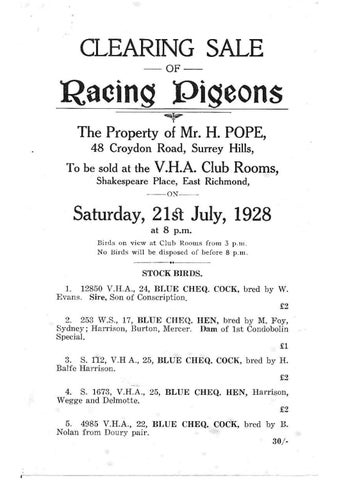 CLEARING SALE
— OF —
Racing Pigeons
The Property of Mr. H. POPE,
48 Croydon Road, Surrey Hills,
To be sold at the V.H.A. Club Rooms,
Shakespeare Place, East Richmond,
—ON—
Saturday, 21st July, 1928
at 8 p.m.
Birds on view at Club Rooms from 3 p.m.
No Birds will be disposed of before 8 p.m.
STOCK BIRDS.
1. 12850 V.H.A., 24, BLUE CHEQ. COCK, bred by W.
Evans. Sire, Son of Conscription.
£2
2. 253 W.S., 17, BLUE CHEQ. HEN, bred by M. Foy,
Sydney; Harrison, Burton, Mercer. Dam of 1st Condobolin
Special.
£1
3. S. 112, V.H A., 25, BLUE CHEQ. COCK, bred by H.
Balfe Harrison.
£2
4. S. 1673, V.H.A., 25, BLUE CHEQ. HEN, Harrison,
Wegge and Delmotte.
£2
5. 4985 V.H.A., 22, BLUE CHEQ. COCK, bred by B.
Nolan from Doury pair.
30/-